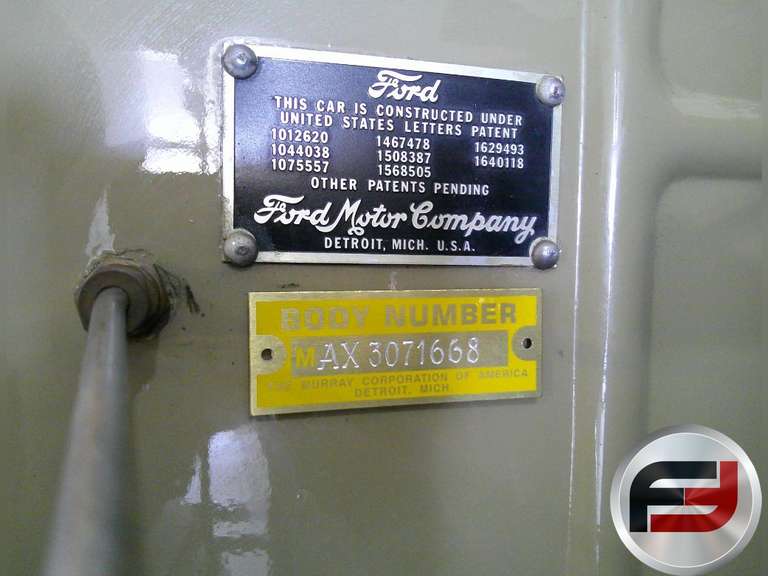 Ford
THIS CAR IS CONSTRUCTED UNDER
UNITED STATES LETTERS PATENT
1012620 1467478 1629493
1044038 1508387 1640118
1075557 1568505
OTHER PATENTS PENDING
Ford Motor Company
DETROIT, MICH. U.S.A.
BODY NUMBER
MAX 3071668
THE MURRAY CORPORATION OF AMERICA
DETROIT, MICH.